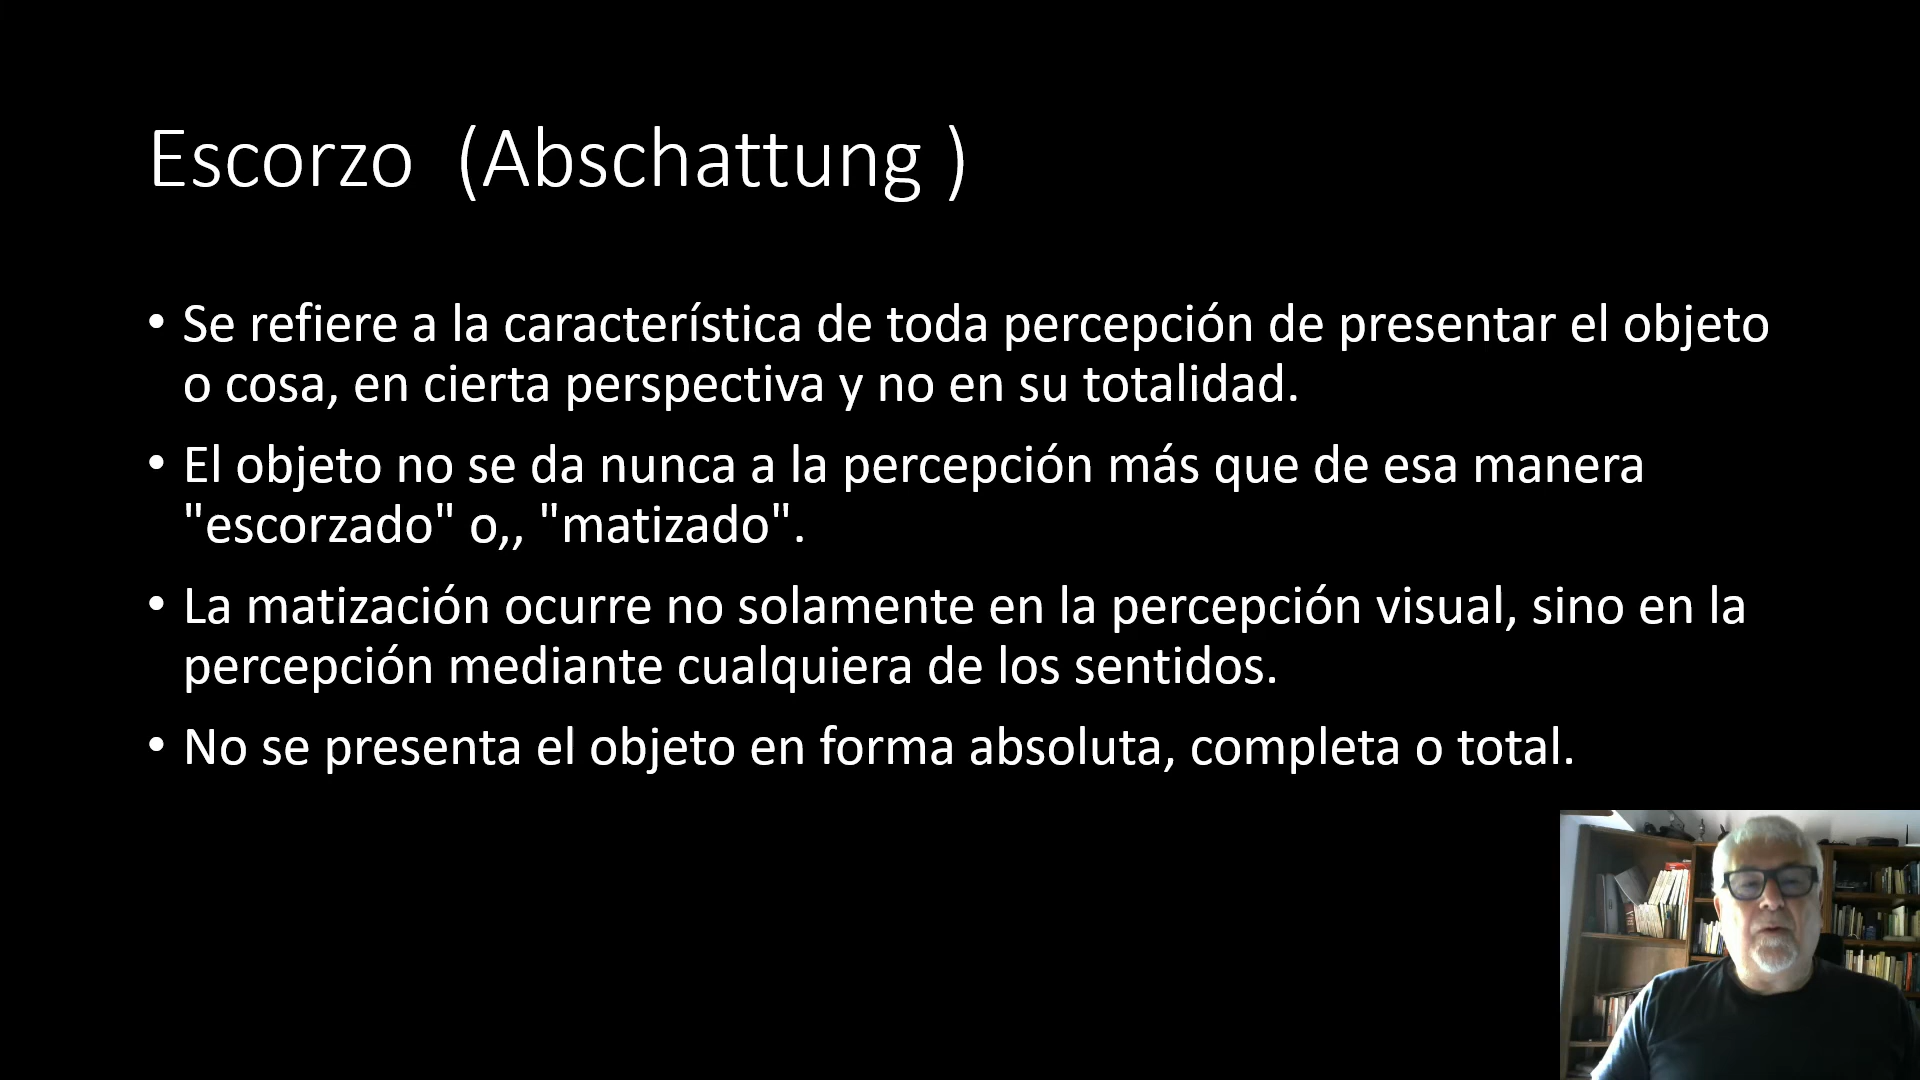 Escorzo  (Abschattung )
• Se refiere a la característica de toda percepción de presentar el objeto
o cosa, en cierta perspectiva y no en su totalidad.
• El objeto no se da nunca a la percepción más que de esa manera
"escorzado" o,, "matizado".
• La matización ocurre no solamente en la percepción visual, sino en la
percepción mediante cualquiera de los sentidos.
• No se presenta el objeto en forma absoluta, completa o total.